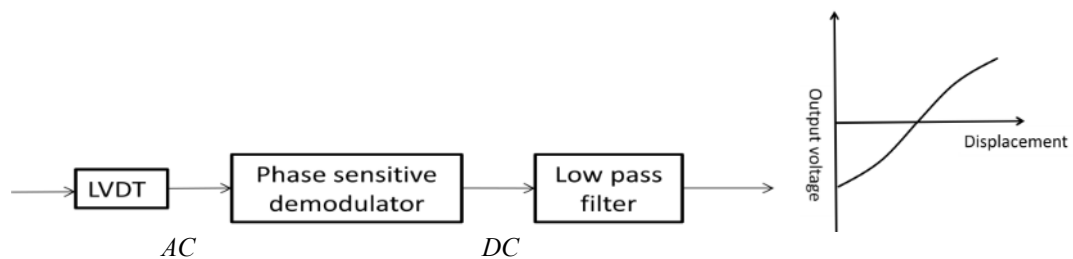 LVDT
Phase sensitive
demodulator
Low pass
filter
AC
DC
Output voltage
Displacement